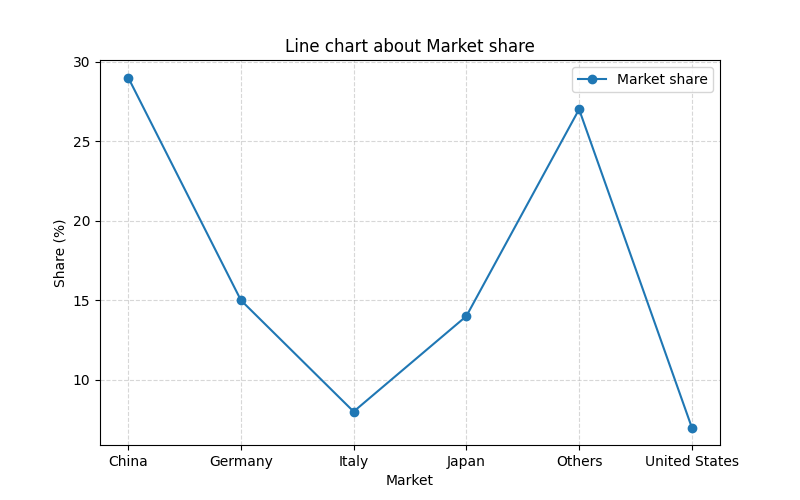 Line chart about Market share
Market share
30
25
20
15
10
Share (%)
China Germany Italy Japan Others United States
Market